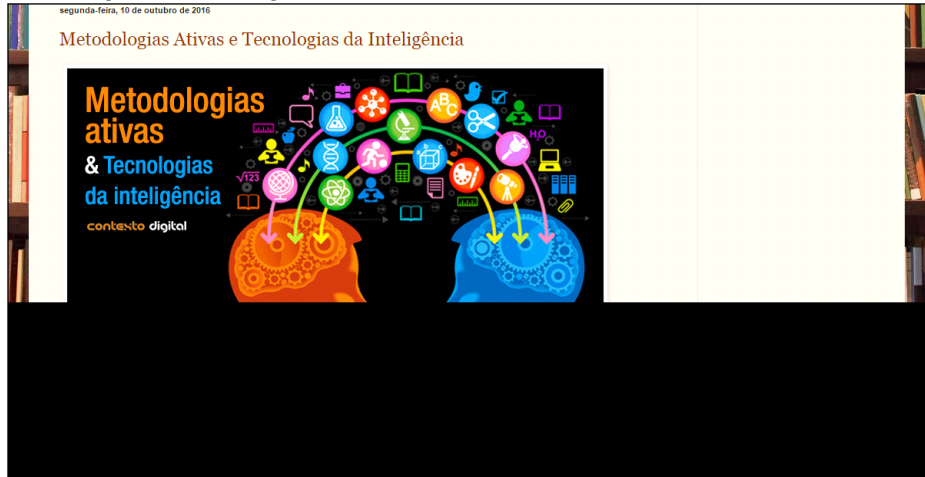 segunda-feira, 10 de outubro de 2016
Metodologias Ativas e Tecnologias da Inteligência
Metodologias
ativas
& Tecnologias
da inteligência
contexto digital
ABC
H₂O
√123